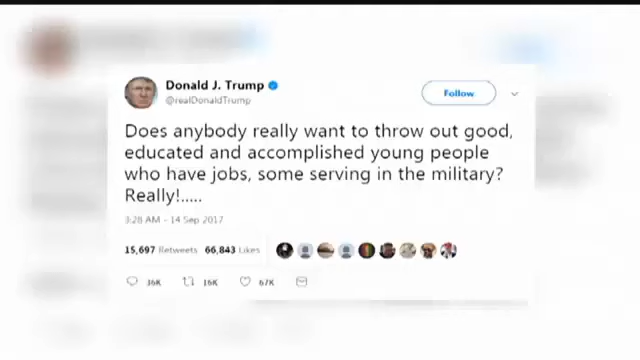 Donald J. Trump
@realDonaldTrump
Follow
Does anybody really want to throw out good,
educated and accomplished young people
who have jobs, some serving in the military?
Really!.....
3:28 AM - 14 Sep 2017
15,697 Retweets 66,843 Likes
36K 16K 67K